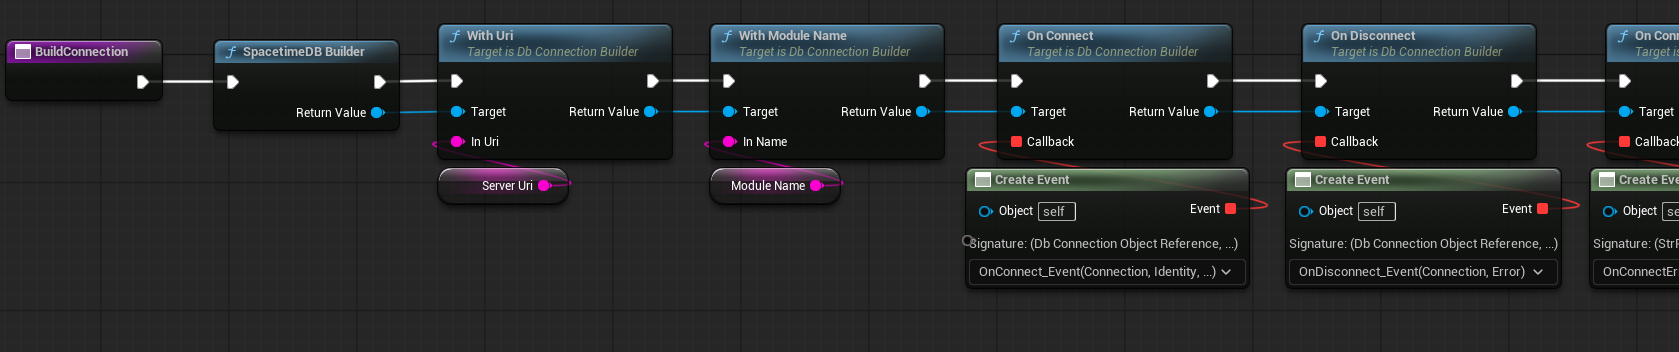 BuildConnection
SpacetimeDB Builder
Return Value
With Uri
Target is Db Connection Builder
Target
Return Value
In Uri
Server Uri
With Module Name
Target is Db Connection Builder
Target
Return Value
In Name
Module Name
On Connect
Target is Db Connection Builder
Target
Return Value
Callback
Create Event
Object
self
Event
Signature: (Db Connection Object Reference, ...)
OnConnect_Event(Connection, Identity, ...)
On Disconnect
Target is Db Connection Builder
Target
Return Value
Callback
Create Event
Object
self
Event
Signature: (Db Connection Object Reference, ...)
OnDisconnect_Event(Connection, Error)
On Con
Target is
Target
Callback
Create Eve
Object
se
Signature: (Str
OnConnectEr